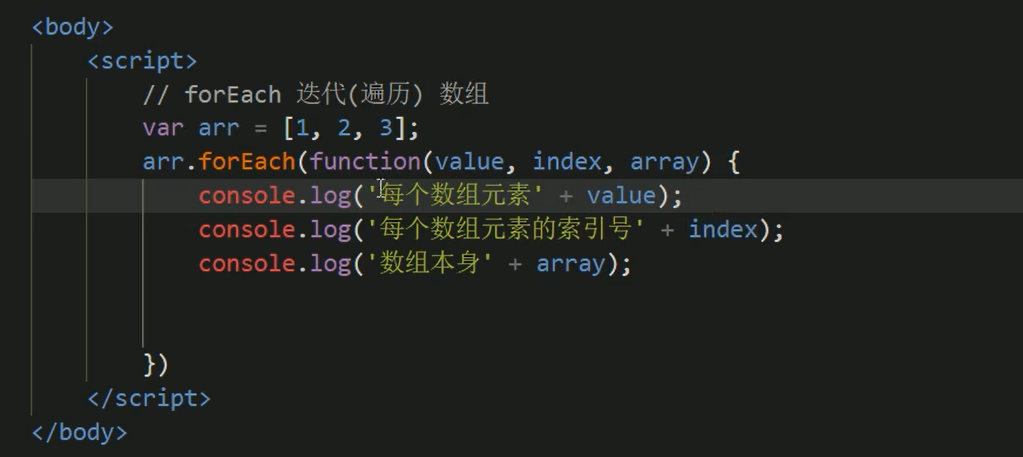 <body>
<script>
// forEach 迭代(遍历) 数组
var arr = [1, 2, 3];
arr.forEach(function(value, index, array) {
console.log('每个数组元素' + value);
console.log('每个数组元素的索引号' + index);
console.log('数组本身' + array);
})
</script>
</body>